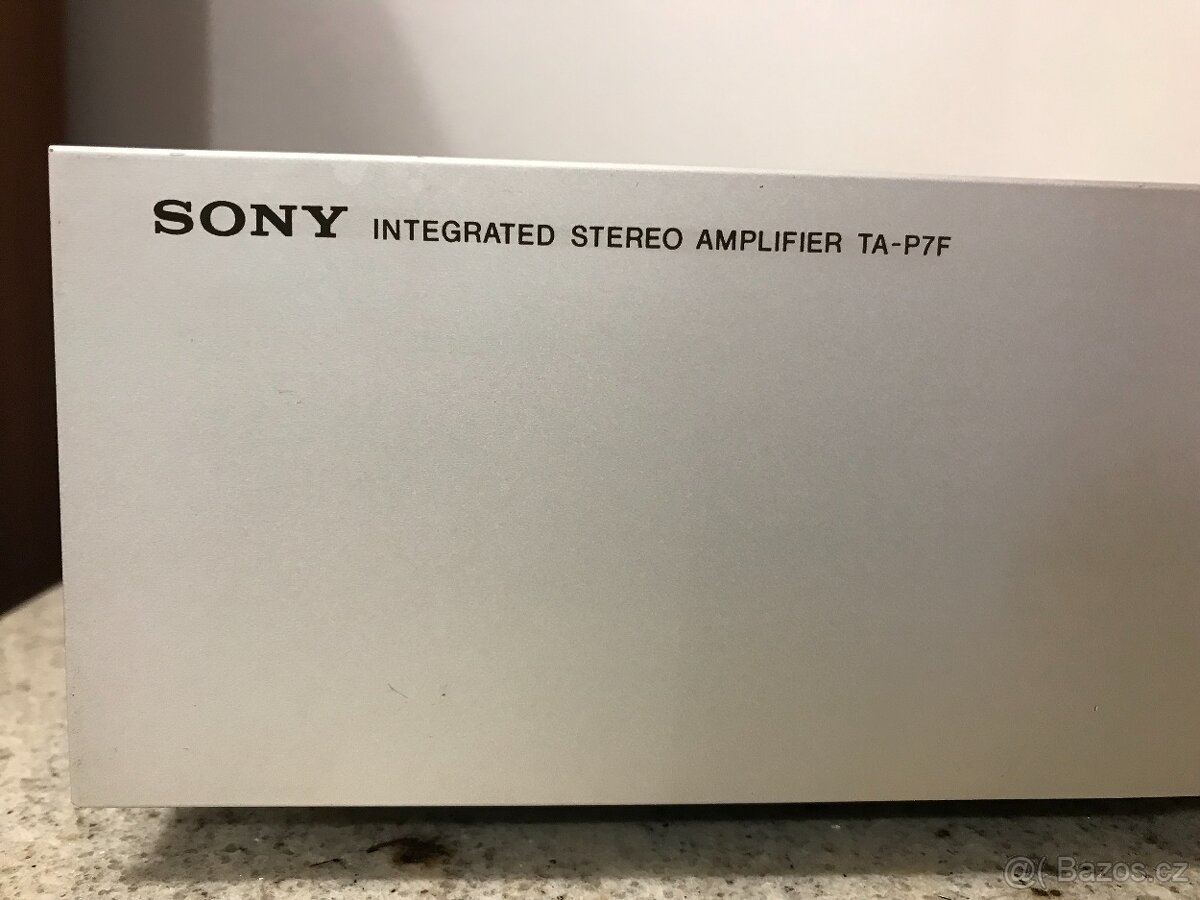 SONY INTEGRATED STEREO AMPLIFIER TA-P7F
@( Bazos.cz